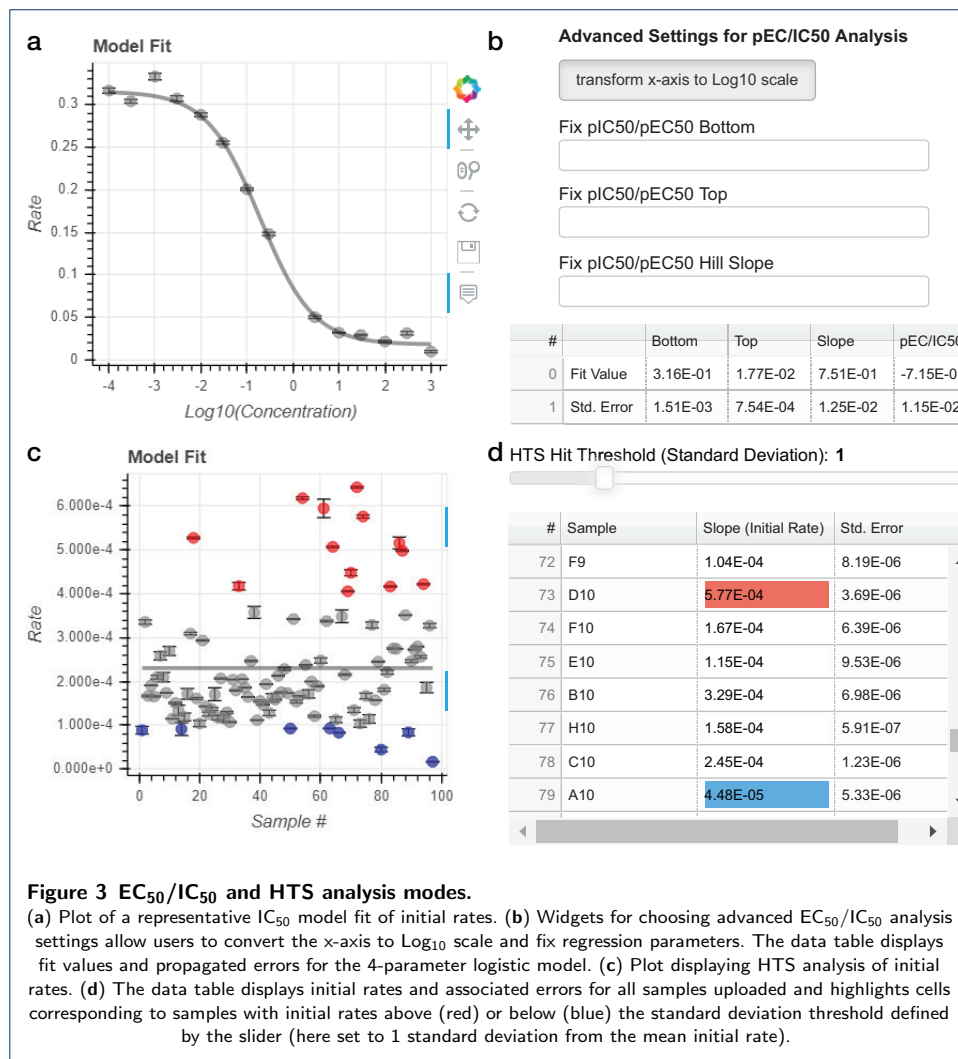 a
Model Fit
0.3
0.25
0.2
0.15
0.1
0.05
0
Rate
-4 -3 -2 -1 0 1 2 3
Log10(Concentration)
b
Advanced Settings for pEC/IC50 Analysis
transform x-axis to Log10 scale
Fix pIC50/pEC50 Bottom
Fix pIC50/pEC50 Top
Fix pIC50/pEC50 Hill Slope
# Bottom Top Slope pEC/IC50
0 Fit Value 3.16E-01 1.77E-02 7.51E-01 -7.15E-0
1 Std. Error 1.51E-03 7.54E-04 1.25E-02 1.15E-02
c
Model Fit
6.000e-4
5.000e-4
4.000e-4
3.000e-4
2.000e-4
1.000e-4
0.000e+0
Rate
0 20 40 60 80 100
Sample #
d
HTS Hit Threshold (Standard Deviation): 1
# Sample Slope (Initial Rate) Std. Error
72 F9 1.04E-04 8.19E-06
73 D10 5.77E-04 3.69E-06
74 F10 1.67E-04 6.39E-06
75 E10 1.15E-04 9.53E-06
76 B10 3.29E-04 6.98E-06
77 H10 1.58E-04 5.91E-07
78 C10 2.45E-04 1.23E-06
79 A10 4.48E-05 5.33E-06
Figure 3 EC50/IC50 and HTS analysis modes.
(a) Plot of a representative IC50 model fit of initial rates. (b) Widgets for choosing advanced EC50/IC50 analysis
settings allow users to convert the x-axis to Log10 scale and fix regression parameters. The data table displays
fit values and propagated errors for the 4-parameter logistic model. (c) Plot displaying HTS analysis of initial
rates. (d) The data table displays initial rates and associated errors for all samples uploaded and highlights cells
corresponding to samples with initial rates above (red) or below (blue) the standard deviation threshold defined
by the slider (here set to 1 standard deviation from the mean initial rate).